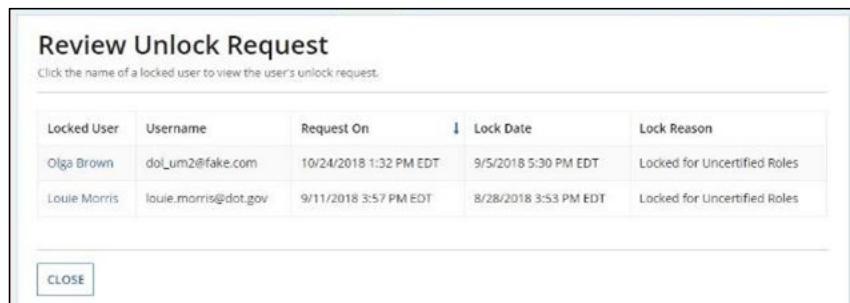 Review Unlock Request
Click the name of a locked user to view the user's unlock request.
Locked User Username Request On Lock Date Lock Reason
Olga Brown dol_um2@fake.com 10/24/2018 1:32 PM EDT 9/5/2018 5:30 PM EDT Locked for Uncertified Roles
Louie Morris louie.morris@dot.gov 9/11/2018 3:57 PM EDT 8/28/2018 3:53 PM EDT Locked for Uncertified Roles
CLOSE